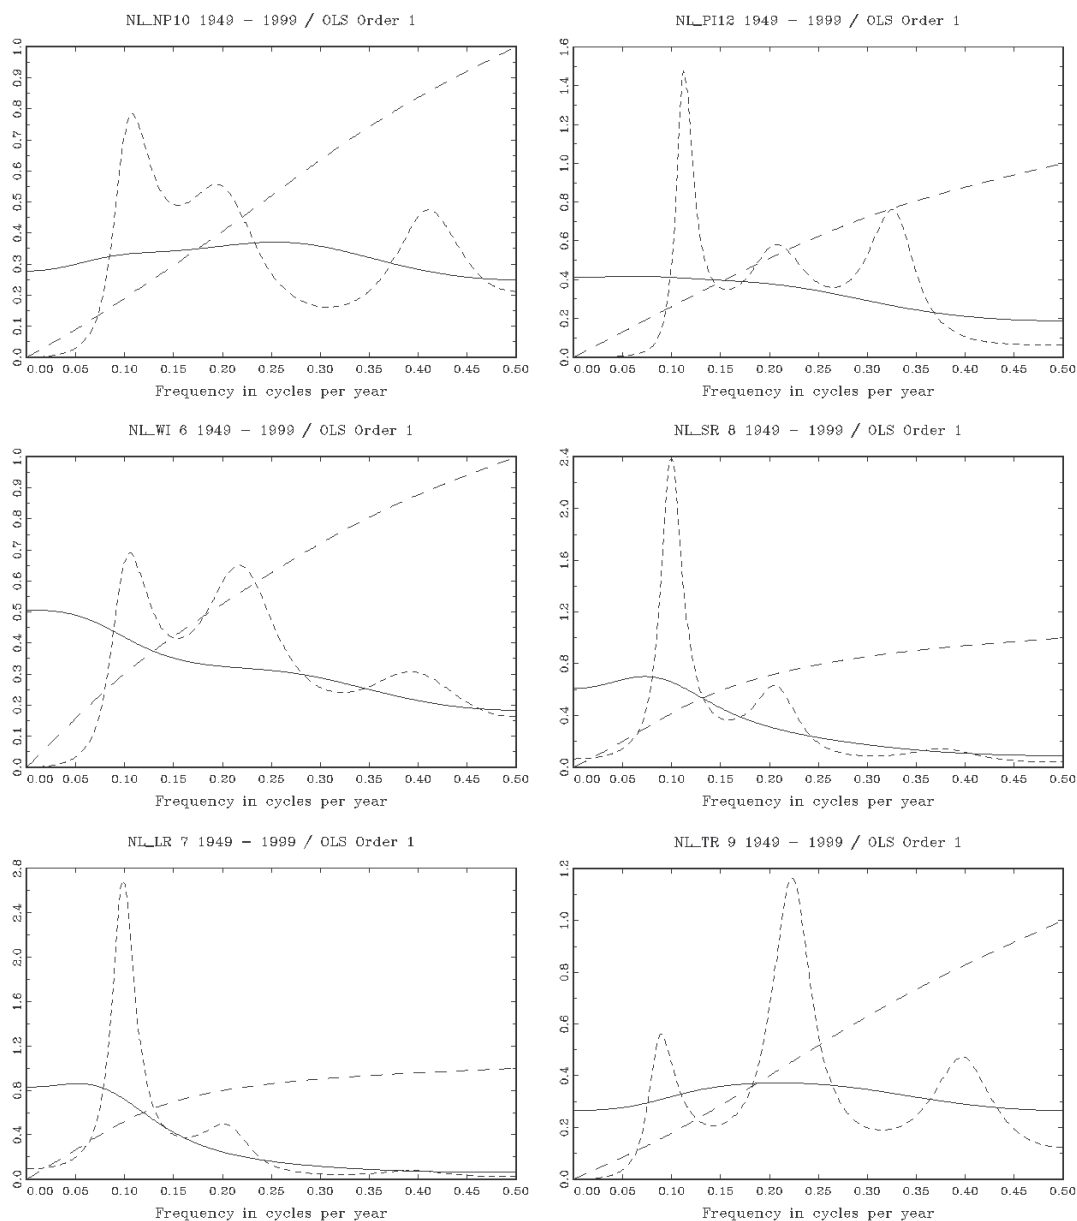 NL_NP10 1949 - 1999 / OLS Order 1
1.0
0.9
0.8
0.7
0.6
0.5
0.4
0.3
0.2
0.1
0.0
0.00 0.05 0.10 0.15 0.20 0.25 0.30 0.35 0.40 0.45 0.50
Frequency in cycles per year
NL_PI12 1949 - 1999 / OLS Order 1
1.6
1.4
1.2
1.0
0.8
0.6
0.4
0.2
0.0
0.00 0.05 0.10 0.15 0.20 0.25 0.30 0.35 0.40 0.45 0.50
Frequency in cycles per year
NL_WI 6 1949 - 1999 / OLS Order 1
1.0
0.9
0.8
0.7
0.6
0.5
0.4
0.3
0.2
0.1
0.0
0.00 0.05 0.10 0.15 0.20 0.25 0.30 0.35 0.40 0.45 0.50
Frequency in cycles per year
NL_SR 8 1949 - 1999 / OLS Order 1
2.4
2.0
1.6
1.2
0.8
0.4
0.0
0.00 0.05 0.10 0.15 0.20 0.25 0.30 0.35 0.40 0.45 0.50
Frequency in cycles per year
NL_LR 7 1949 - 1999 / OLS Order 1
2.8
2.4
2.0
1.6
1.2
0.8
0.4
0.0
0.00 0.05 0.10 0.15 0.20 0.25 0.30 0.35 0.40 0.45 0.50
Frequency in cycles per year
NL_TR 9 1949 - 1999 / OLS Order 1
1.2
1.0
0.8
0.6
0.4
0.2
0.0
0.00 0.05 0.10 0.15 0.20 0.25 0.30 0.35 0.40 0.45 0.50
Frequency in cycles per year